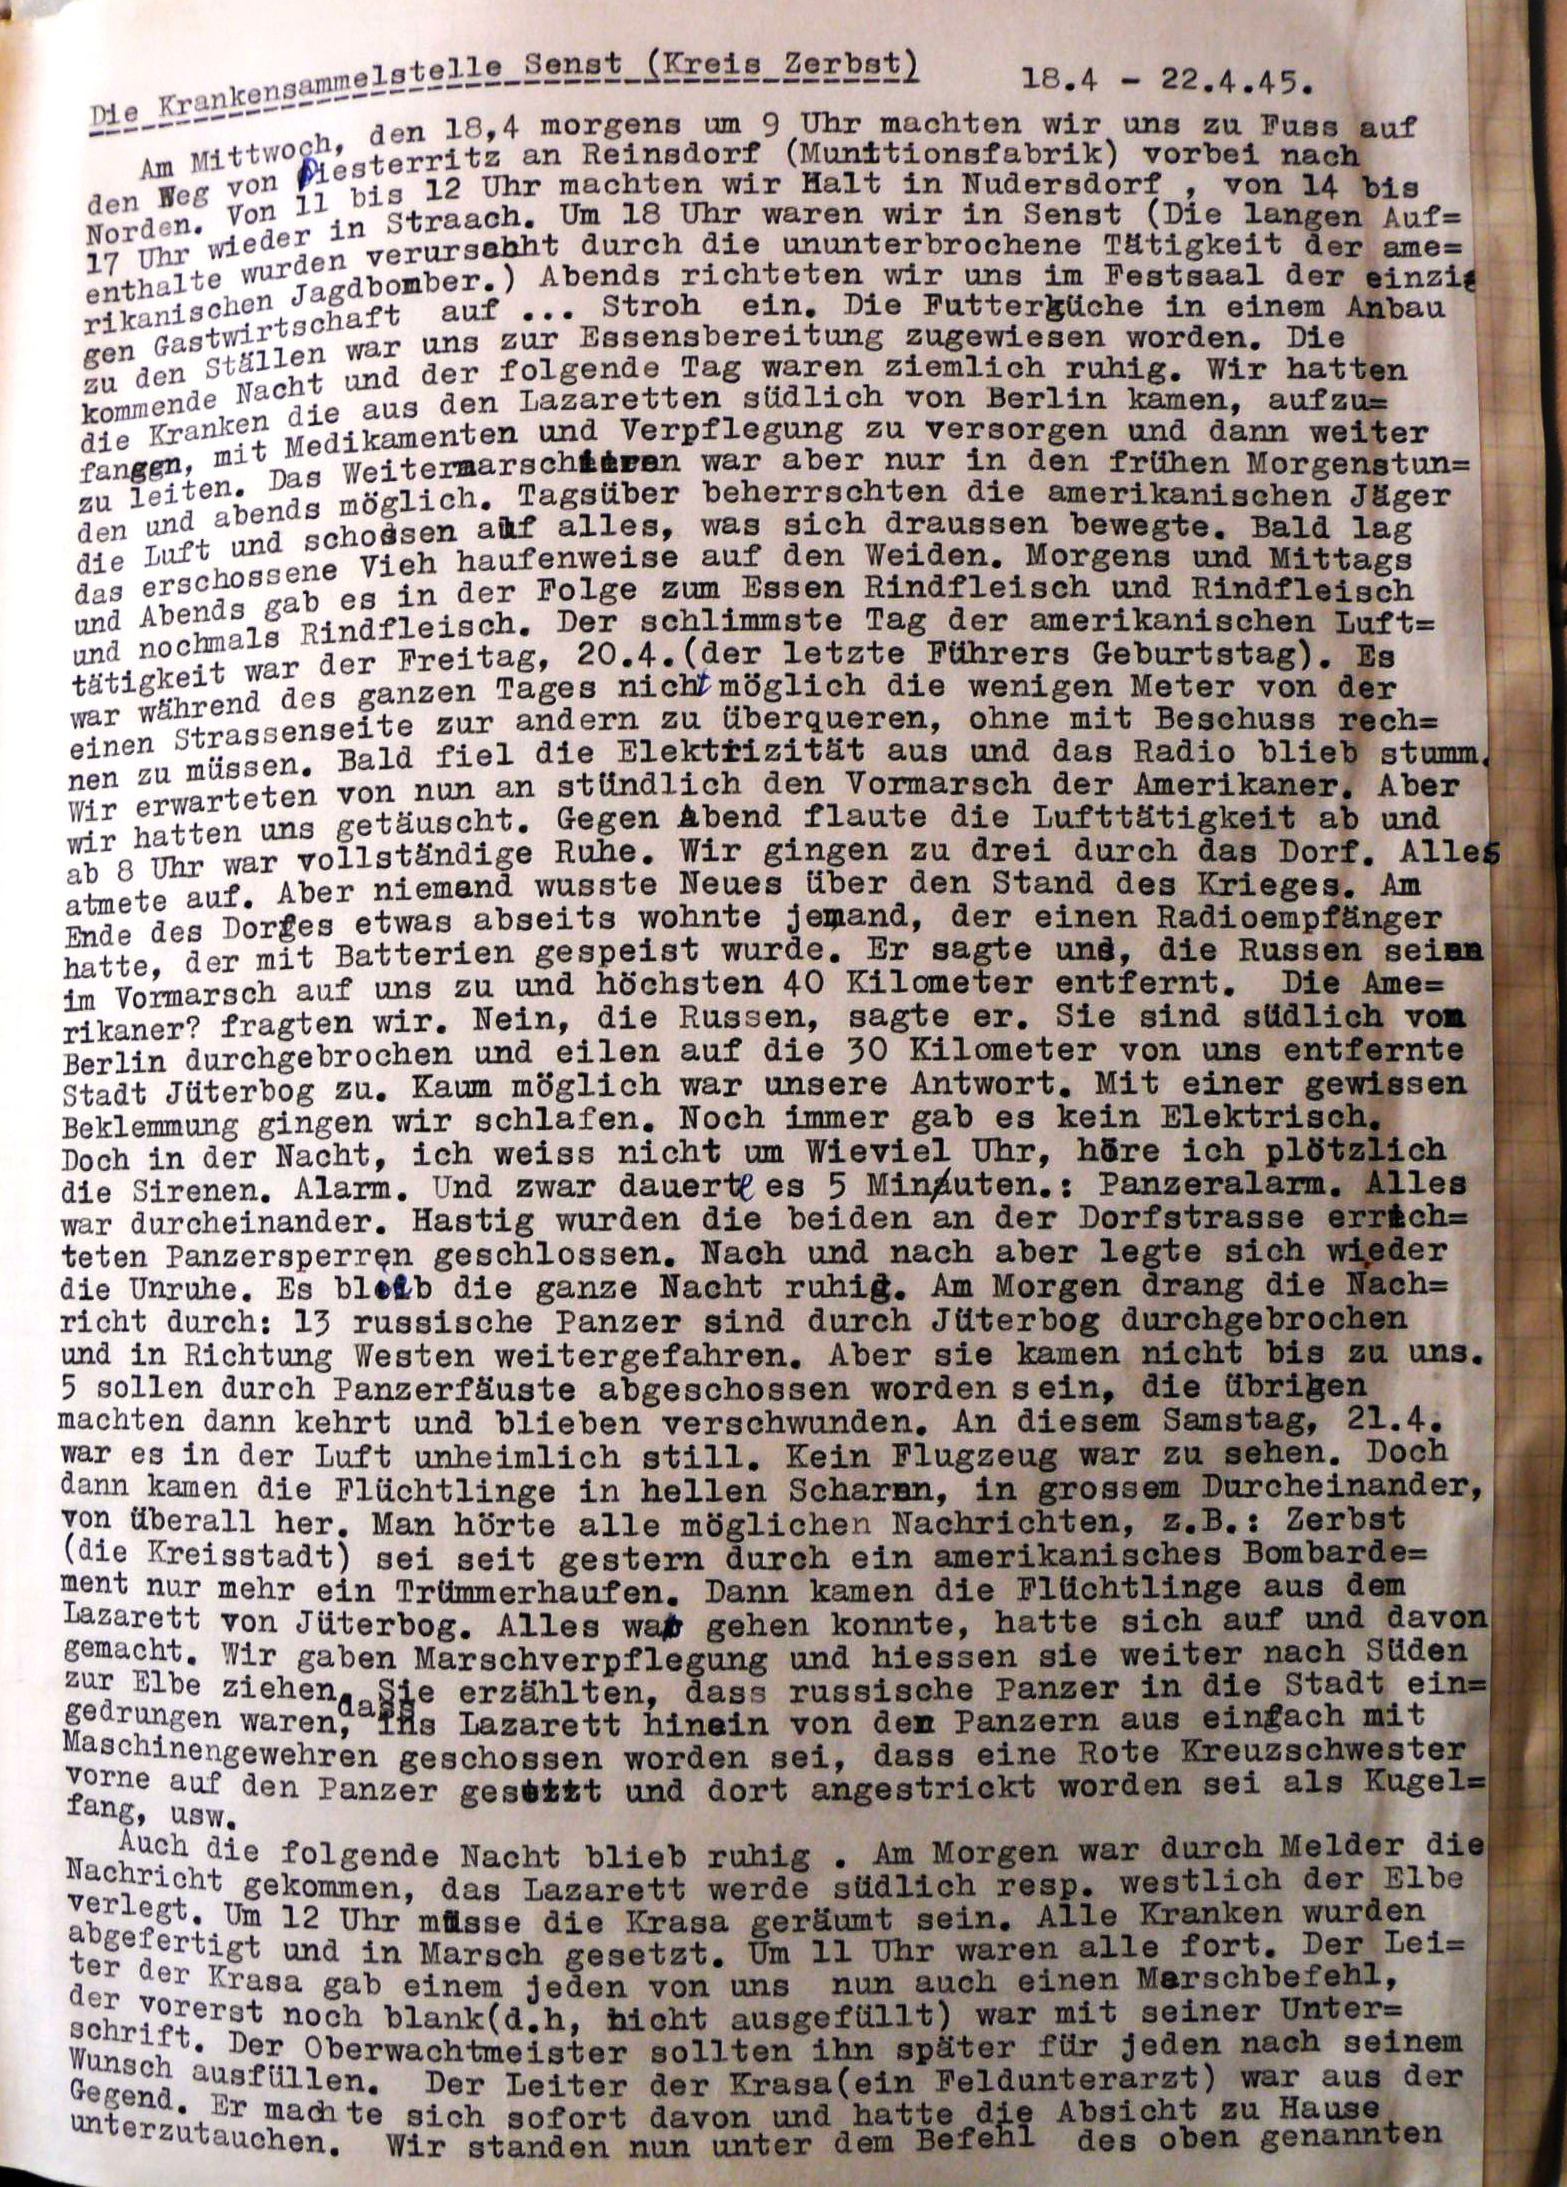 Die Krankensammelstelle Senst (Kreis Zerbst) 18.4 - 22.4.45.
Am Mittwoch, den 18,4 morgens um 9 Uhr machten wir uns zu Fuss auf
den Weg von Piesterritz an Reinsdorf (Munitionsfabrik) vorbei nach
Norden. Von 11 bis 12 Uhr machten wir Halt in Nudersdorf , von 14 bis
17 Uhr wieder in Straach. Um 18 Uhr waren wir in Senst (Die langen Auf=
enthalte wurden verursahht durch die ununterbrochene Tätigkeit der ame=
rikanischen Jagdbomber.) Abends richteten wir uns im Festsaal der einzi=
gen Gastwirtschaft auf ... Stroh ein. Die Futterküche in einem Anbau
zu den Ställen war uns zur Essensbereitung zugewiesen worden. Die
kommende Nacht und der folgende Tag waren ziemlich ruhig. Wir hatten
die Kranken die aus den Lazaretten südlich von Berlin kamen, aufzu=
fangen, mit Medikamenten und Verpflegung zu versorgen und dann weiter
zu leiten. Das Weitermarschieren war aber nur in den frühen Morgenstun=
den und abends möglich. Tagsüber beherrschten die amerikanischen Jäger
die Luft und schossen auf alles, was sich draussen bewegte. Bald lag
das erschossene Vieh haufenweise auf den Weiden. Morgens und Mittags
und Abends gab es in der Folge zum Essen Rindfleisch und Rindfleisch
und nochmals Rindfleisch. Der schlimmste Tag der amerikanischen Luft=
tätigkeit war der Freitag, 20.4.(der letzte Führers Geburtstag). Es
war während des ganzen Tages nicht möglich die wenigen Meter von der
einen Strassenseite zur andern zu überqueren, ohne mit Beschuss rech=
nen zu müssen. Bald fiel die Elektrizität aus und das Radio blieb stumm.
Wir erwarteten von nun an stündlich den Vormarsch der Amerikaner. Aber
wir hatten uns getäuscht. Gegen Abend flaute die Lufttätigkeit ab und
ab 8 Uhr war vollständige Ruhe. Wir gingen zu drei durch das Dorf. Alles
atmete auf. Aber niemand wusste Neues über den Stand des Krieges. Am
Ende des Dorfes etwas abseits wohnte jemand, der einen Radioempfänger
hatte, der mit Batterien gespeist wurde. Er sagte uns, die Russen seien
im Vormarsch auf uns zu und höchsten 40 Kilometer entfernt. Die Ame=
rikaner? fragten wir. Nein, die Russen, sagte er. Sie sind südlich von
Berlin durchgebrochen und eilen auf die 30 Kilometer von uns entfernte
Stadt Jüterbog zu. Kaum möglich war unsere Antwort. Mit einer gewissen
Beklemmung gingen wir schlafen. Noch immer gab es kein Elektrisch.
Doch in der Nacht, ich weiss nicht um Wieviel Uhr, höre ich plötzlich
die Sirenen. Alarm. Und zwar dauerte es 5 Minuten.: Panzeralarm. Alles
war durcheinander. Hastig wurden die beiden an der Dorfstrasse errich=
teten Panzersperren geschlossen. Nach und nach aber legte sich wieder
die Unruhe. Es blieb die ganze Nacht ruhig. Am Morgen drang die Nach=
richt durch: 13 russische Panzer sind durch Jüterbog durchgebrochen
und in Richtung Westen weitergefahren. Aber sie kamen nicht bis zu uns.
5 sollen durch Panzerfäuste abgeschossen worden sein, die übrigen
machten dann kehrt und blieben verschwunden. An diesem Samstag, 21.4.
war es in der Luft unheimlich still. Kein Flugzeug war zu sehen. Doch
dann kamen die Flüchtlinge in hellen Scharen, in grossem Durcheinander,
von überall her. Man hörte alle möglichen Nachrichten, z.B.: Zerbst
(die Kreisstadt) sei seit gestern durch ein amerikanisches Bombarde=
ment nur mehr ein Trümmerhaufen. Dann kamen die Flüchtlinge aus dem
Lazarett von Jüterbog. Alles was gehen konnte, hatte sich auf und davon
gemacht. Wir gaben Marschverpflegung und hiessen sie weiter nach Süden
zur Elbe ziehen. Sie erzählten, dass russische Panzer in die Stadt ein=
gedrungen waren, dass ins Lazarett hinein von den Panzern aus einfach mit
Maschinengewehren geschossen worden sei, dass eine Rote Kreuzschwester
vorne auf den Panzer gesetzt und dort angestrickt worden sei als Kugel=
fang, usw.
Auch die folgende Nacht blieb ruhig . Am Morgen war durch Melder die
Nachricht gekommen, das Lazarett werde südlich resp. westlich der Elbe
verlegt. Um 12 Uhr müsse die Krasa geräumt sein. Alle Kranken wurden
abgefertigt und in Marsch gesetzt. Um 11 Uhr waren alle fort. Der Lei=
ter der Krasa gab einem jeden von uns nun auch einen Marschbefehl,
der vorerst noch blank(d.h, nicht ausgefüllt) war mit seiner Unter=
schrift. Der Oberwachtmeister sollten ihn später für jeden nach seinem
Wunsch ausfüllen. Der Leiter der Krasa(ein Feldunterarzt) war aus der
Gegend. Er machte sich sofort davon und hatte die Absicht zu Hause
unterzutauchen. Wir standen nun unter dem Befehl des oben genannten